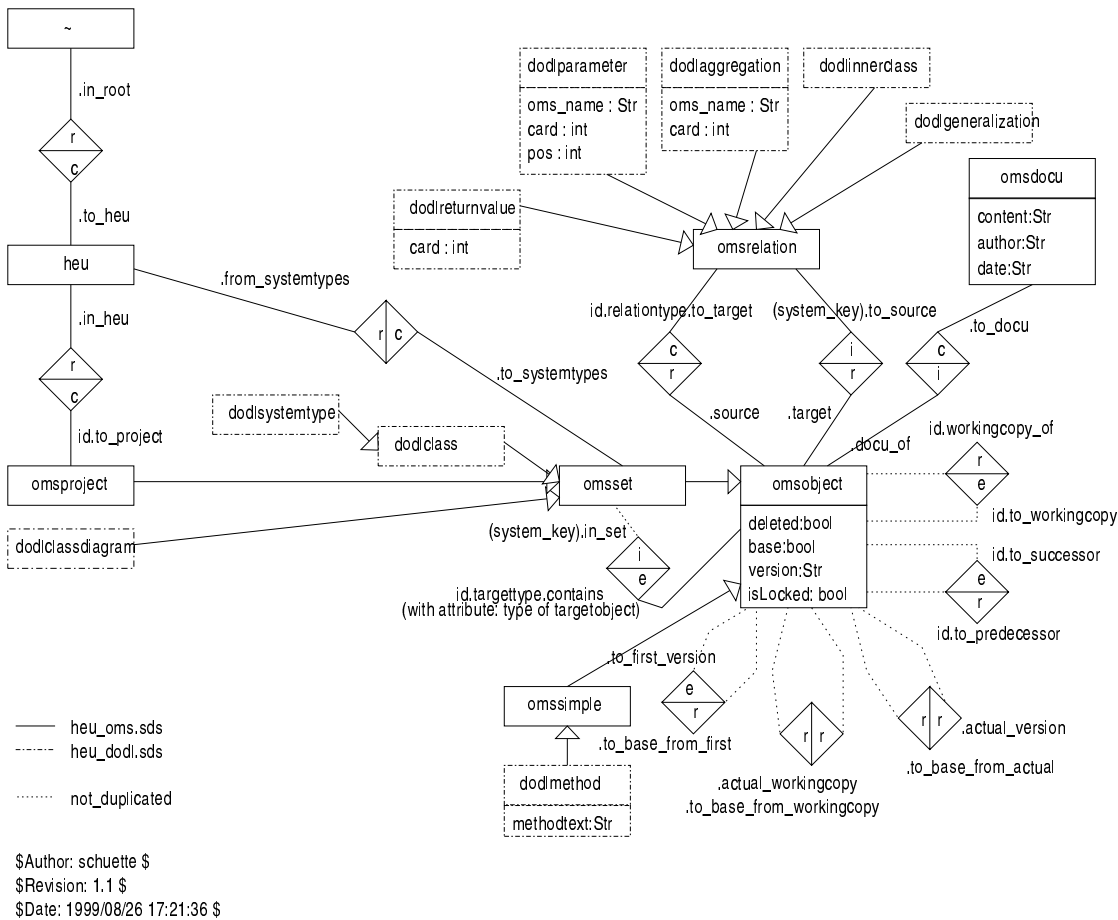 ~
.in_root
r
c
.to_heu
heu
.in_heu
r
c
id.to_project
omsproject
dodlclassdiagram
.from_systemtypes
r c
.to_systemtypes
dodlsystemtype
dodlclass
omsset
(system_key).in_set
i
e
id.targettype.contains
(with attribute: type of targetobject)
dodlparameter
oms_name : Str
card : int
pos : int
dodlaggregation
oms_name : Str
card : int
dodlinnerclass
dodlgeneralization
dodlreturnvalue
card : int
omsrelation
omsdocu
content:Str
author:Str
date:Str
id.relationtype.to_target
(system_key).to_source
.to_docu
c
r
i
r
c
i
.source
.target
.docu_of
omsobject
deleted:bool
base:bool
version:Str
isLocked: bool
id.workingcopy_of
r
e
id.to_workingcopy
id.to_successor
e
r
id.to_predecessor
.to_first_version
e
r
.to_base_from_first
r r
.actual_workingcopy
.to_base_from_workingcopy
r r
.actual_version
.to_base_from_actual
omssimple
dodlmethod
methodtext:Str
heu_oms.sds
heu_dodl.sds
not_duplicated
$Author: schuette $
$Revision: 1.1 $
$Date: 1999/08/26 17:21:36 $